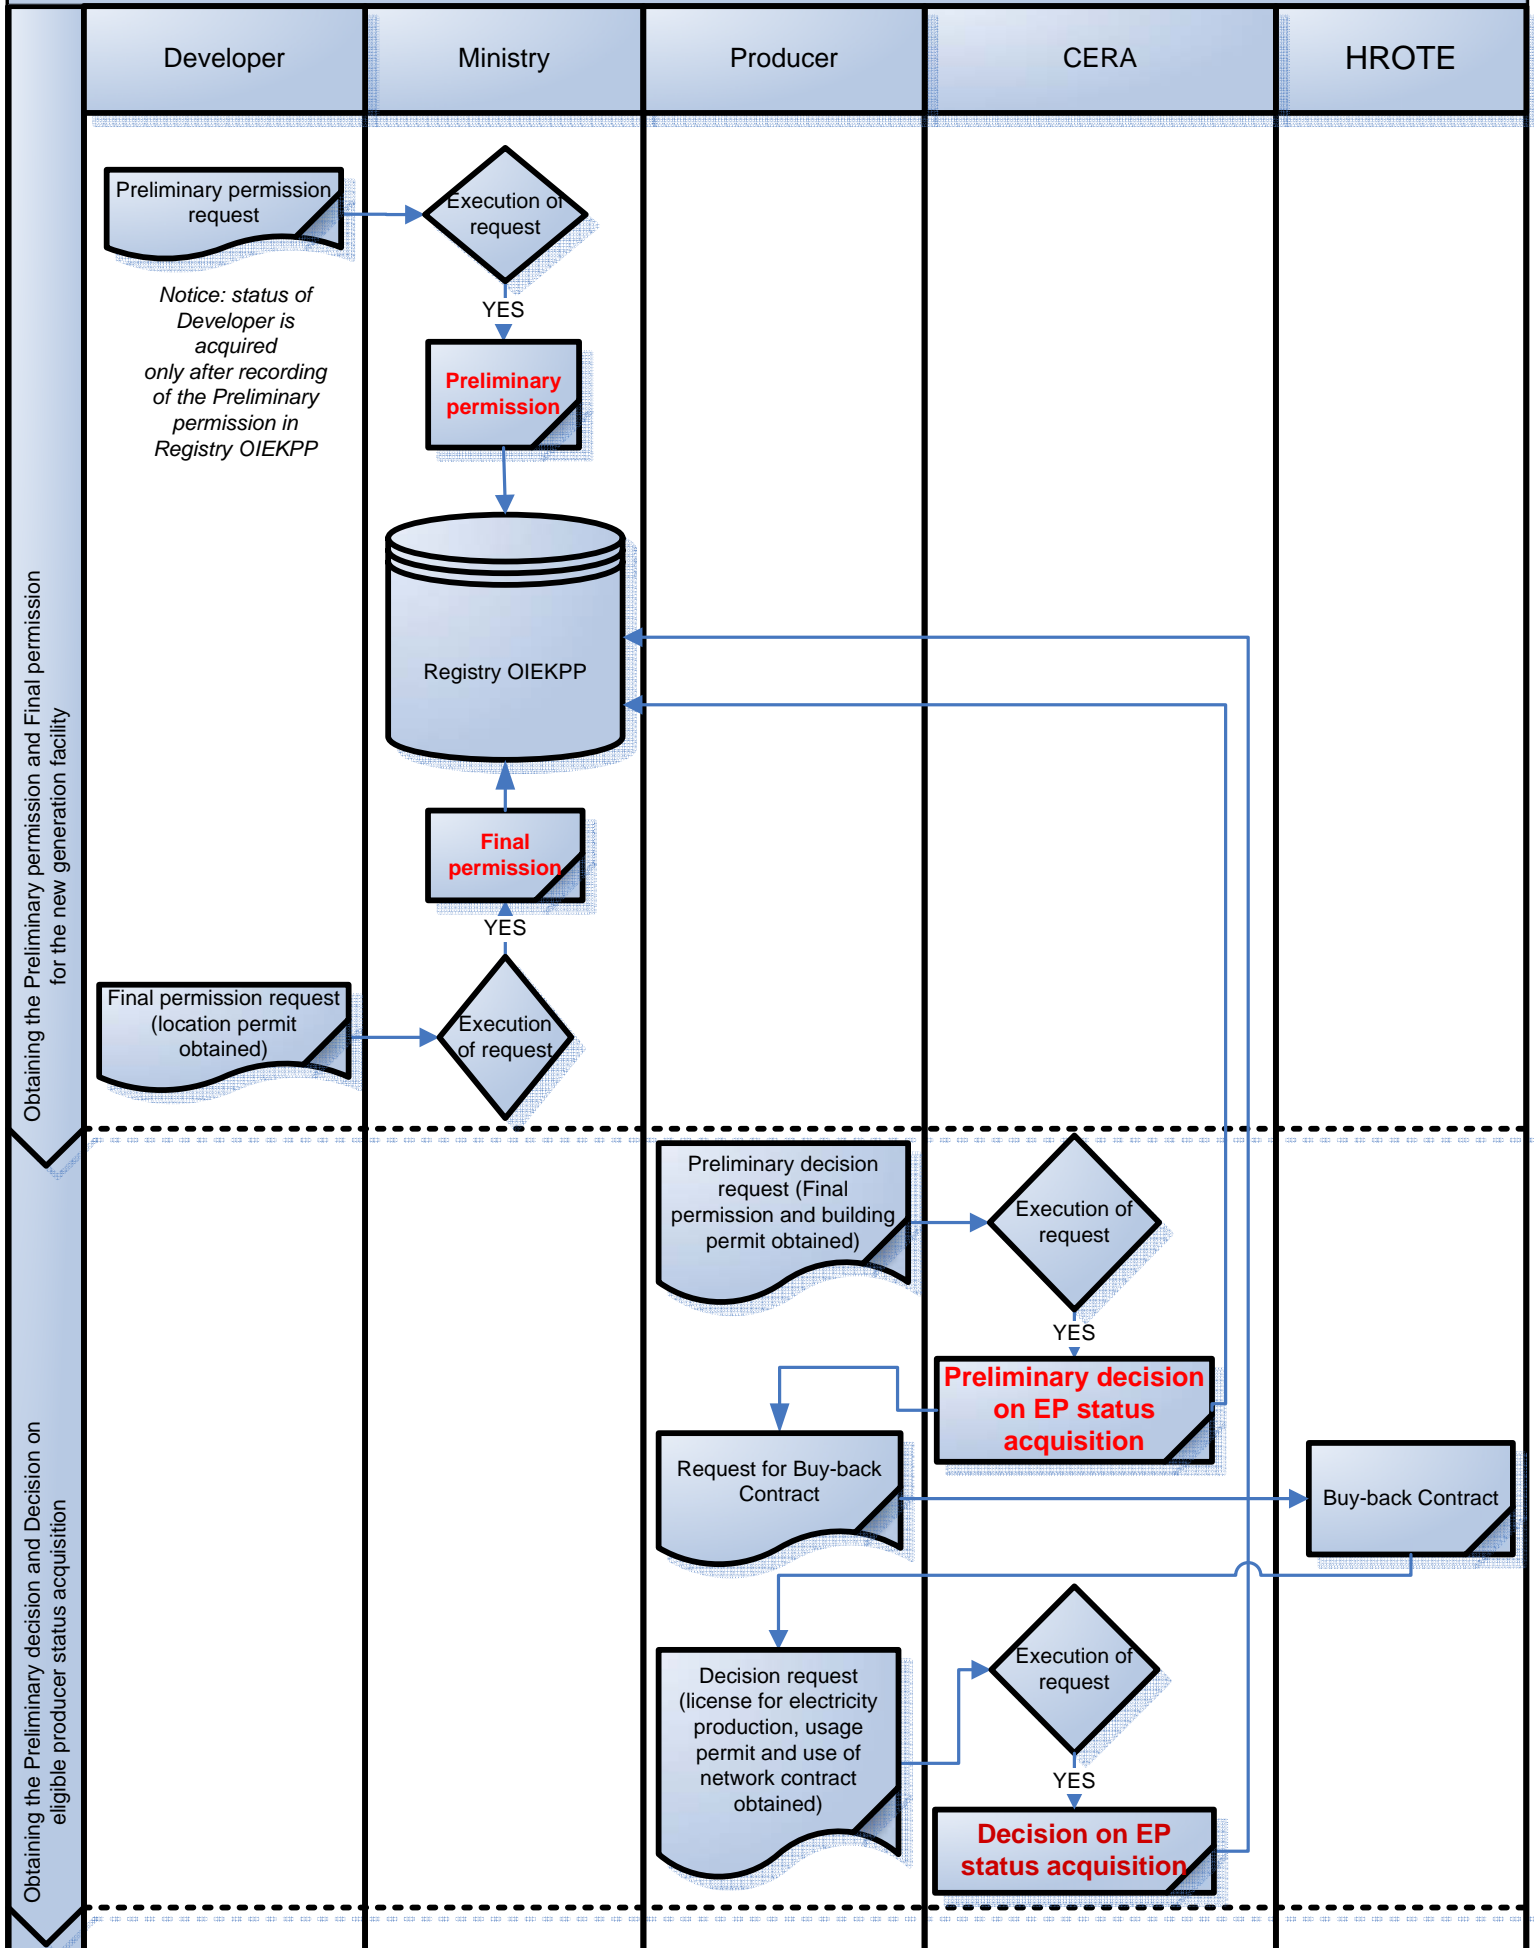 Developer
Ministry
Producer
CERA
HROTE
Obtaining the Preliminary permission and Final permission
for the new generation facility
Preliminary permission
request
Execution of
request
Notice: status of
Developer is
acquired
only after recording
of the Preliminary
permission in
Registry OIEKPP
YES
Preliminary
permission
Registry OIEKPP
Final
permission
YES
Final permission request
(location permit
obtained)
Execution
of request
Obtaining the Preliminary decision and Decision on
eligible producer status acquisition
Preliminary decision
request (Final
permission and building
permit obtained)
Execution of
request
YES
Preliminary decision
on EP status
acquisition
Request for Buy-back
Contract
Buy-back Contract
Decision request
(license for electricity
production, usage
permit and use of
network contract
obtained)
Execution of
request
YES
Decision on EP
status acquisition